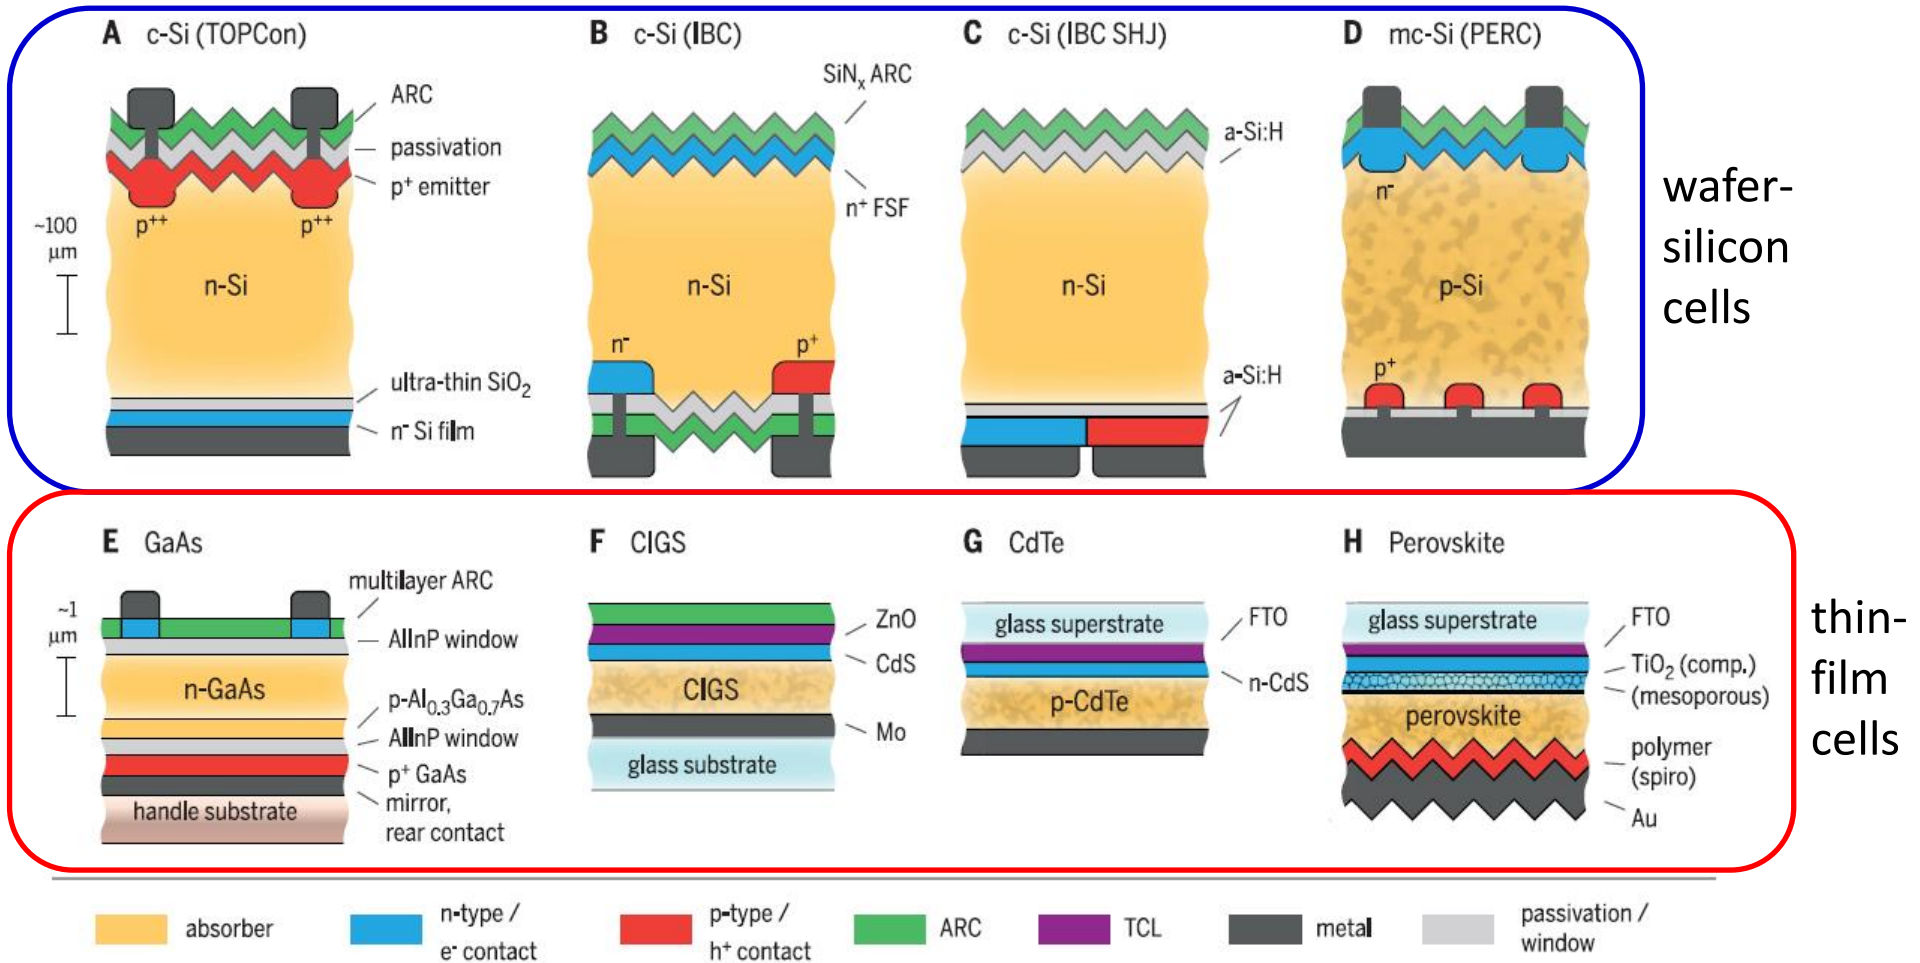 A c-Si (TOPCon)
B c-Si (IBC)
C c-Si (IBC SHJ)
D mc-Si (PERC)
ARC
passivation
p⁺ emitter
p⁺⁺
p⁺⁺
~100
μm
n-Si
ultra-thin SiO₂
n⁻ Si film
SiNₓ ARC
n⁺ FSF
n-Si
n⁻
p⁺
a-Si:H
n-Si
a-Si:H
n⁻
p-Si
p⁺
wafer-
silicon
cells
E GaAs
F CIGS
G CdTe
H Perovskite
multilayer ARC
~1
μm
AlInP window
n-GaAs
p-Al₀.₃Ga₀.₇As
AlInP window
p⁺ GaAs
mirror,
rear contact
handle substrate
ZnO
CdS
CIGS
Mo
glass substrate
glass superstrate
FTO
n-CdS
p-CdTe
glass superstrate
FTO
TiO₂ (comp.)
(mesoporous)
perovskite
polymer
(spiro)
Au
thin-
film
cells
absorber
n-type /
e⁻ contact
p-type /
h⁺ contact
ARC
TCL
metal
passivation /
window